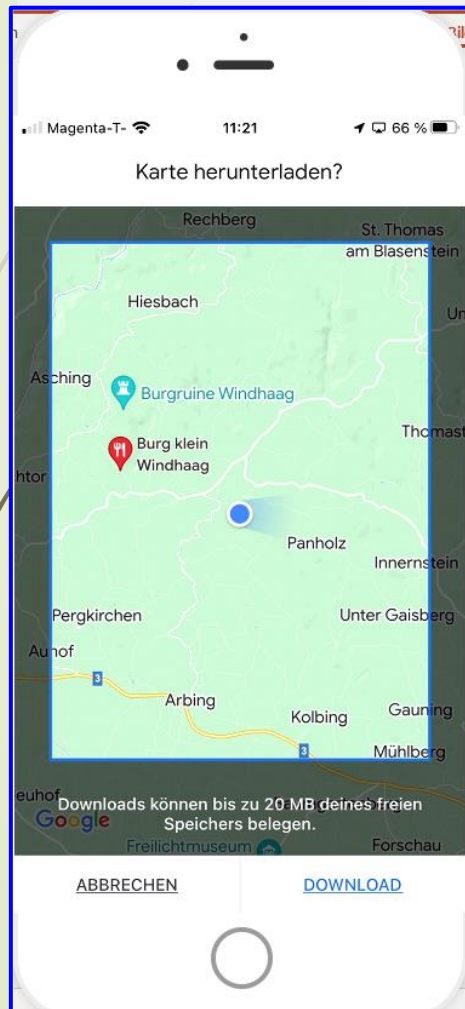 Magenta-T-
11:21
66 %
Karte herunterladen?
Rechberg
St. Thomas
am Blasenstein
Hiesbach
Asching
Burgruine Windhaag
Burg klein
Windhaag
Panholz
Innernstein
Pergkirchen
Unter Gaisberg
3
Arbing
Kolbing
Gauning
3
Mühlberg
Downloads können bis zu 20 MB deines freien
Speichers belegen.
Google
Freilichtmuseum
Forschau
ABBRECHEN
DOWNLOAD